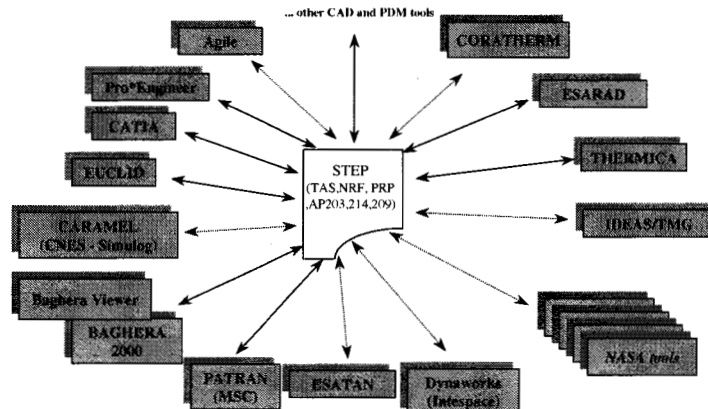 ... other CAD and PDM tools
Agile
CORATHERM
Pro*Engineer
ESARAD
CATIA
STEP
(TAS,NRF, PRP
,AP203,214,209)
THERMICA
EUCLID
CARAMEL
(CNES - Simulog)
IDEAS/TMG
Baghera Viewer
BAGHERA
2000
NASA tools
PATRAN
(MSC)
ESATAN
Dynaworks
(Intespace)